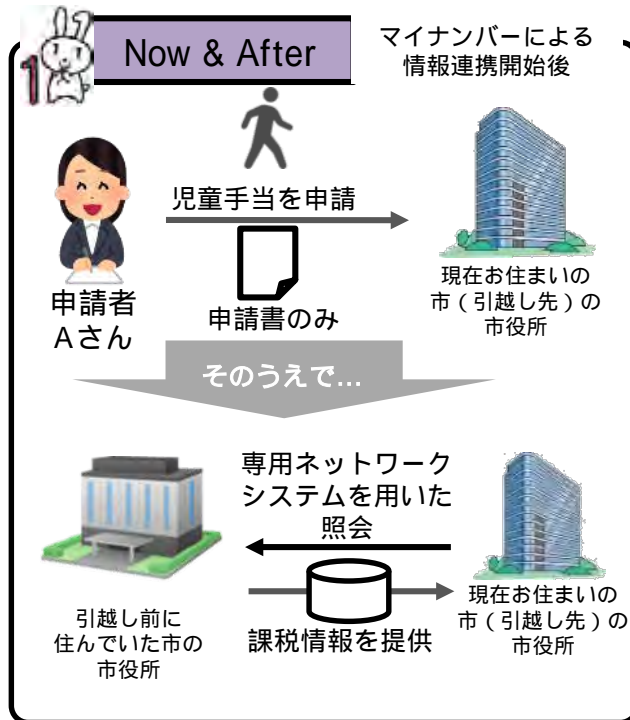 Now & After
マイナンバーによる
情報連携開始後
児童手当を申請
申請書のみ
申請者
Aさん
現在お住まいの
市(引越し先)の
市役所
そのうえで...
専用ネットワーク
システムを用いた
照会
課税情報を提供
引越し前に
住んでいた市の
市役所
現在お住まいの
市(引越し先)の
市役所